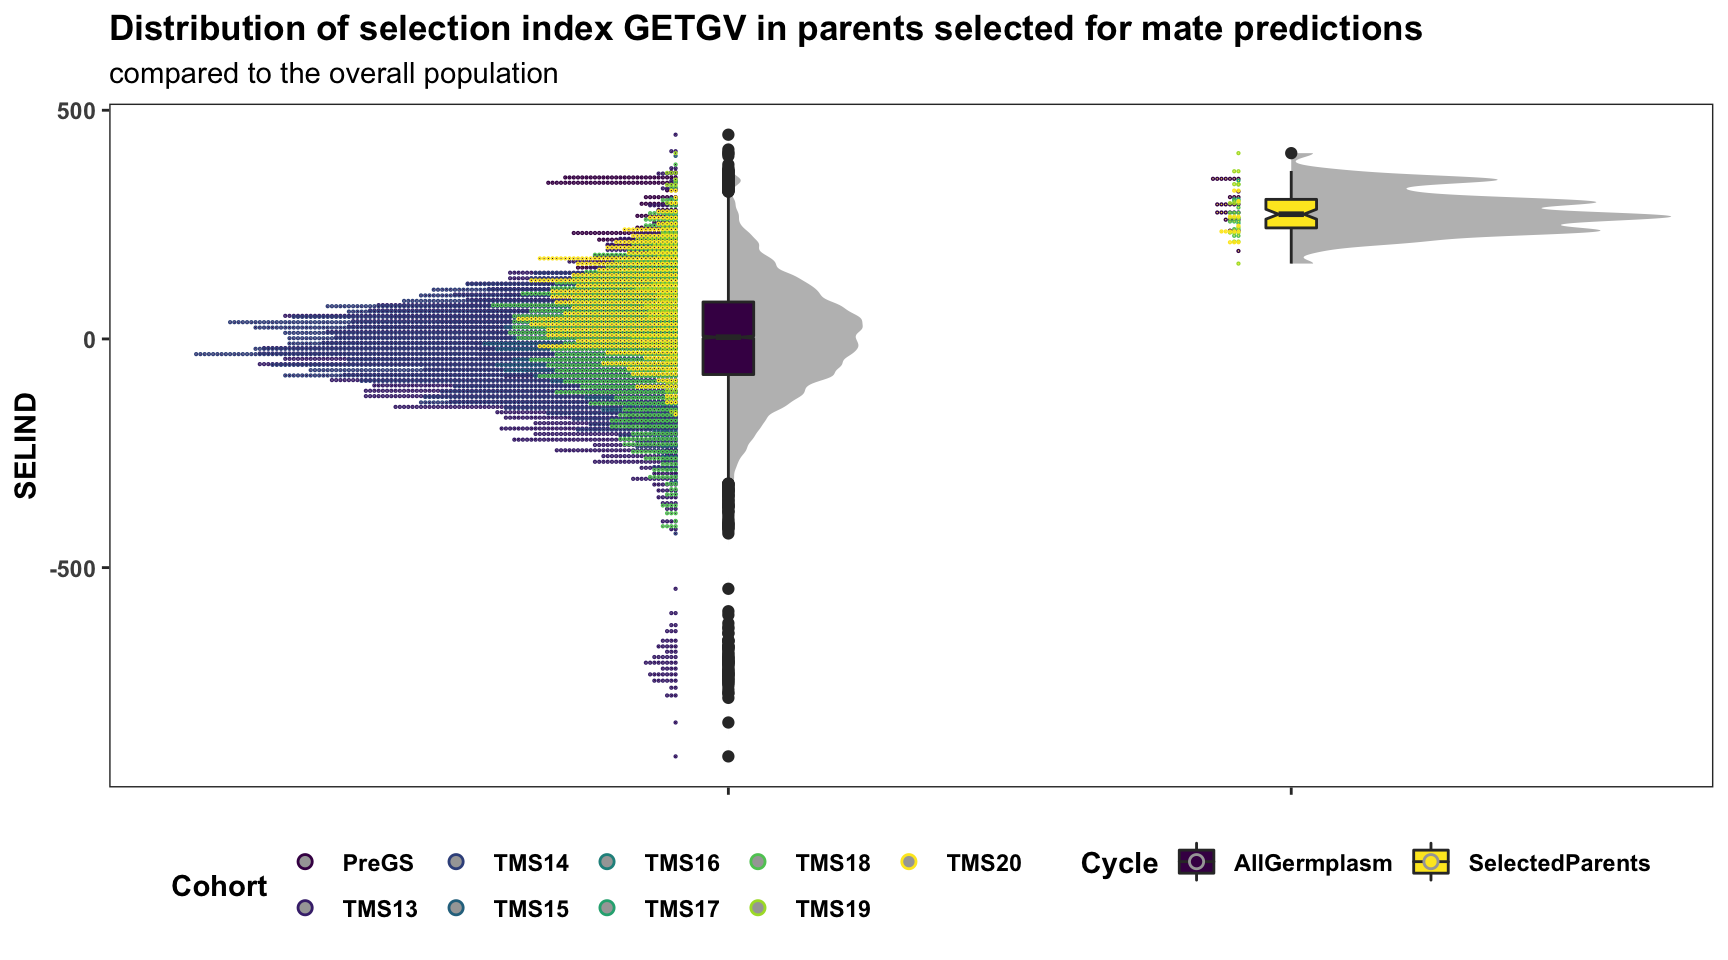 Distribution of selection index GETGV in parents selected for mate predictions
compared to the overall population
500
0
-500
SELIND
Cohort
PreGS
TMS14
TMS16
TMS18
TMS20
TMS13
TMS15
TMS17
TMS19
Cycle
AllGermplasm
SelectedParents